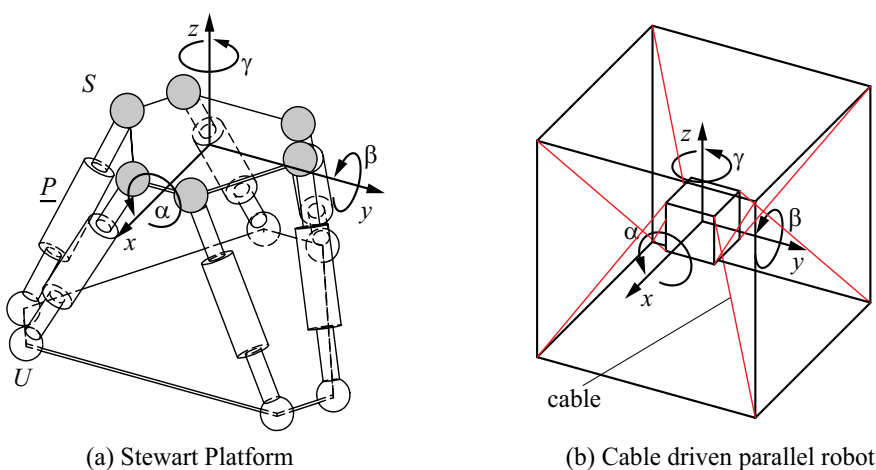 z
γ
S
P
β
α
x
y
U
(a) Stewart Platform
z
γ
α
β
x
y
cable
(b) Cable driven parallel robot